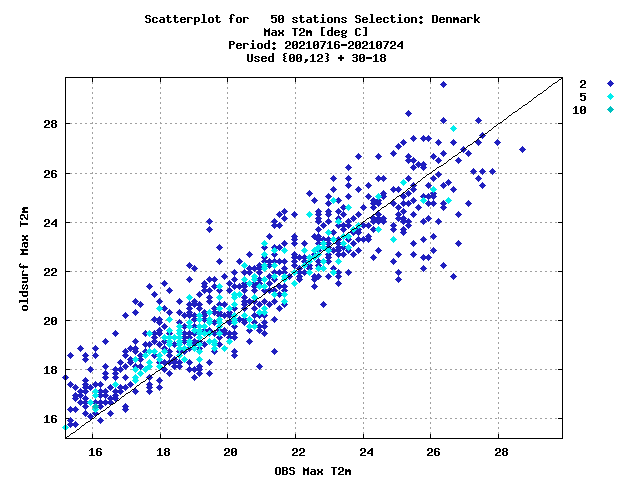 Scatterplot for   50 stations Selection: Denmark
Max T2m [deg C]
Period: 20210716-20210724
Used {00,12} + 30-18
2
5
10
28
26
24
22
20
18
16
oldsurf Max T2m
16 18 20 22 24 26 28
OBS Max T2m